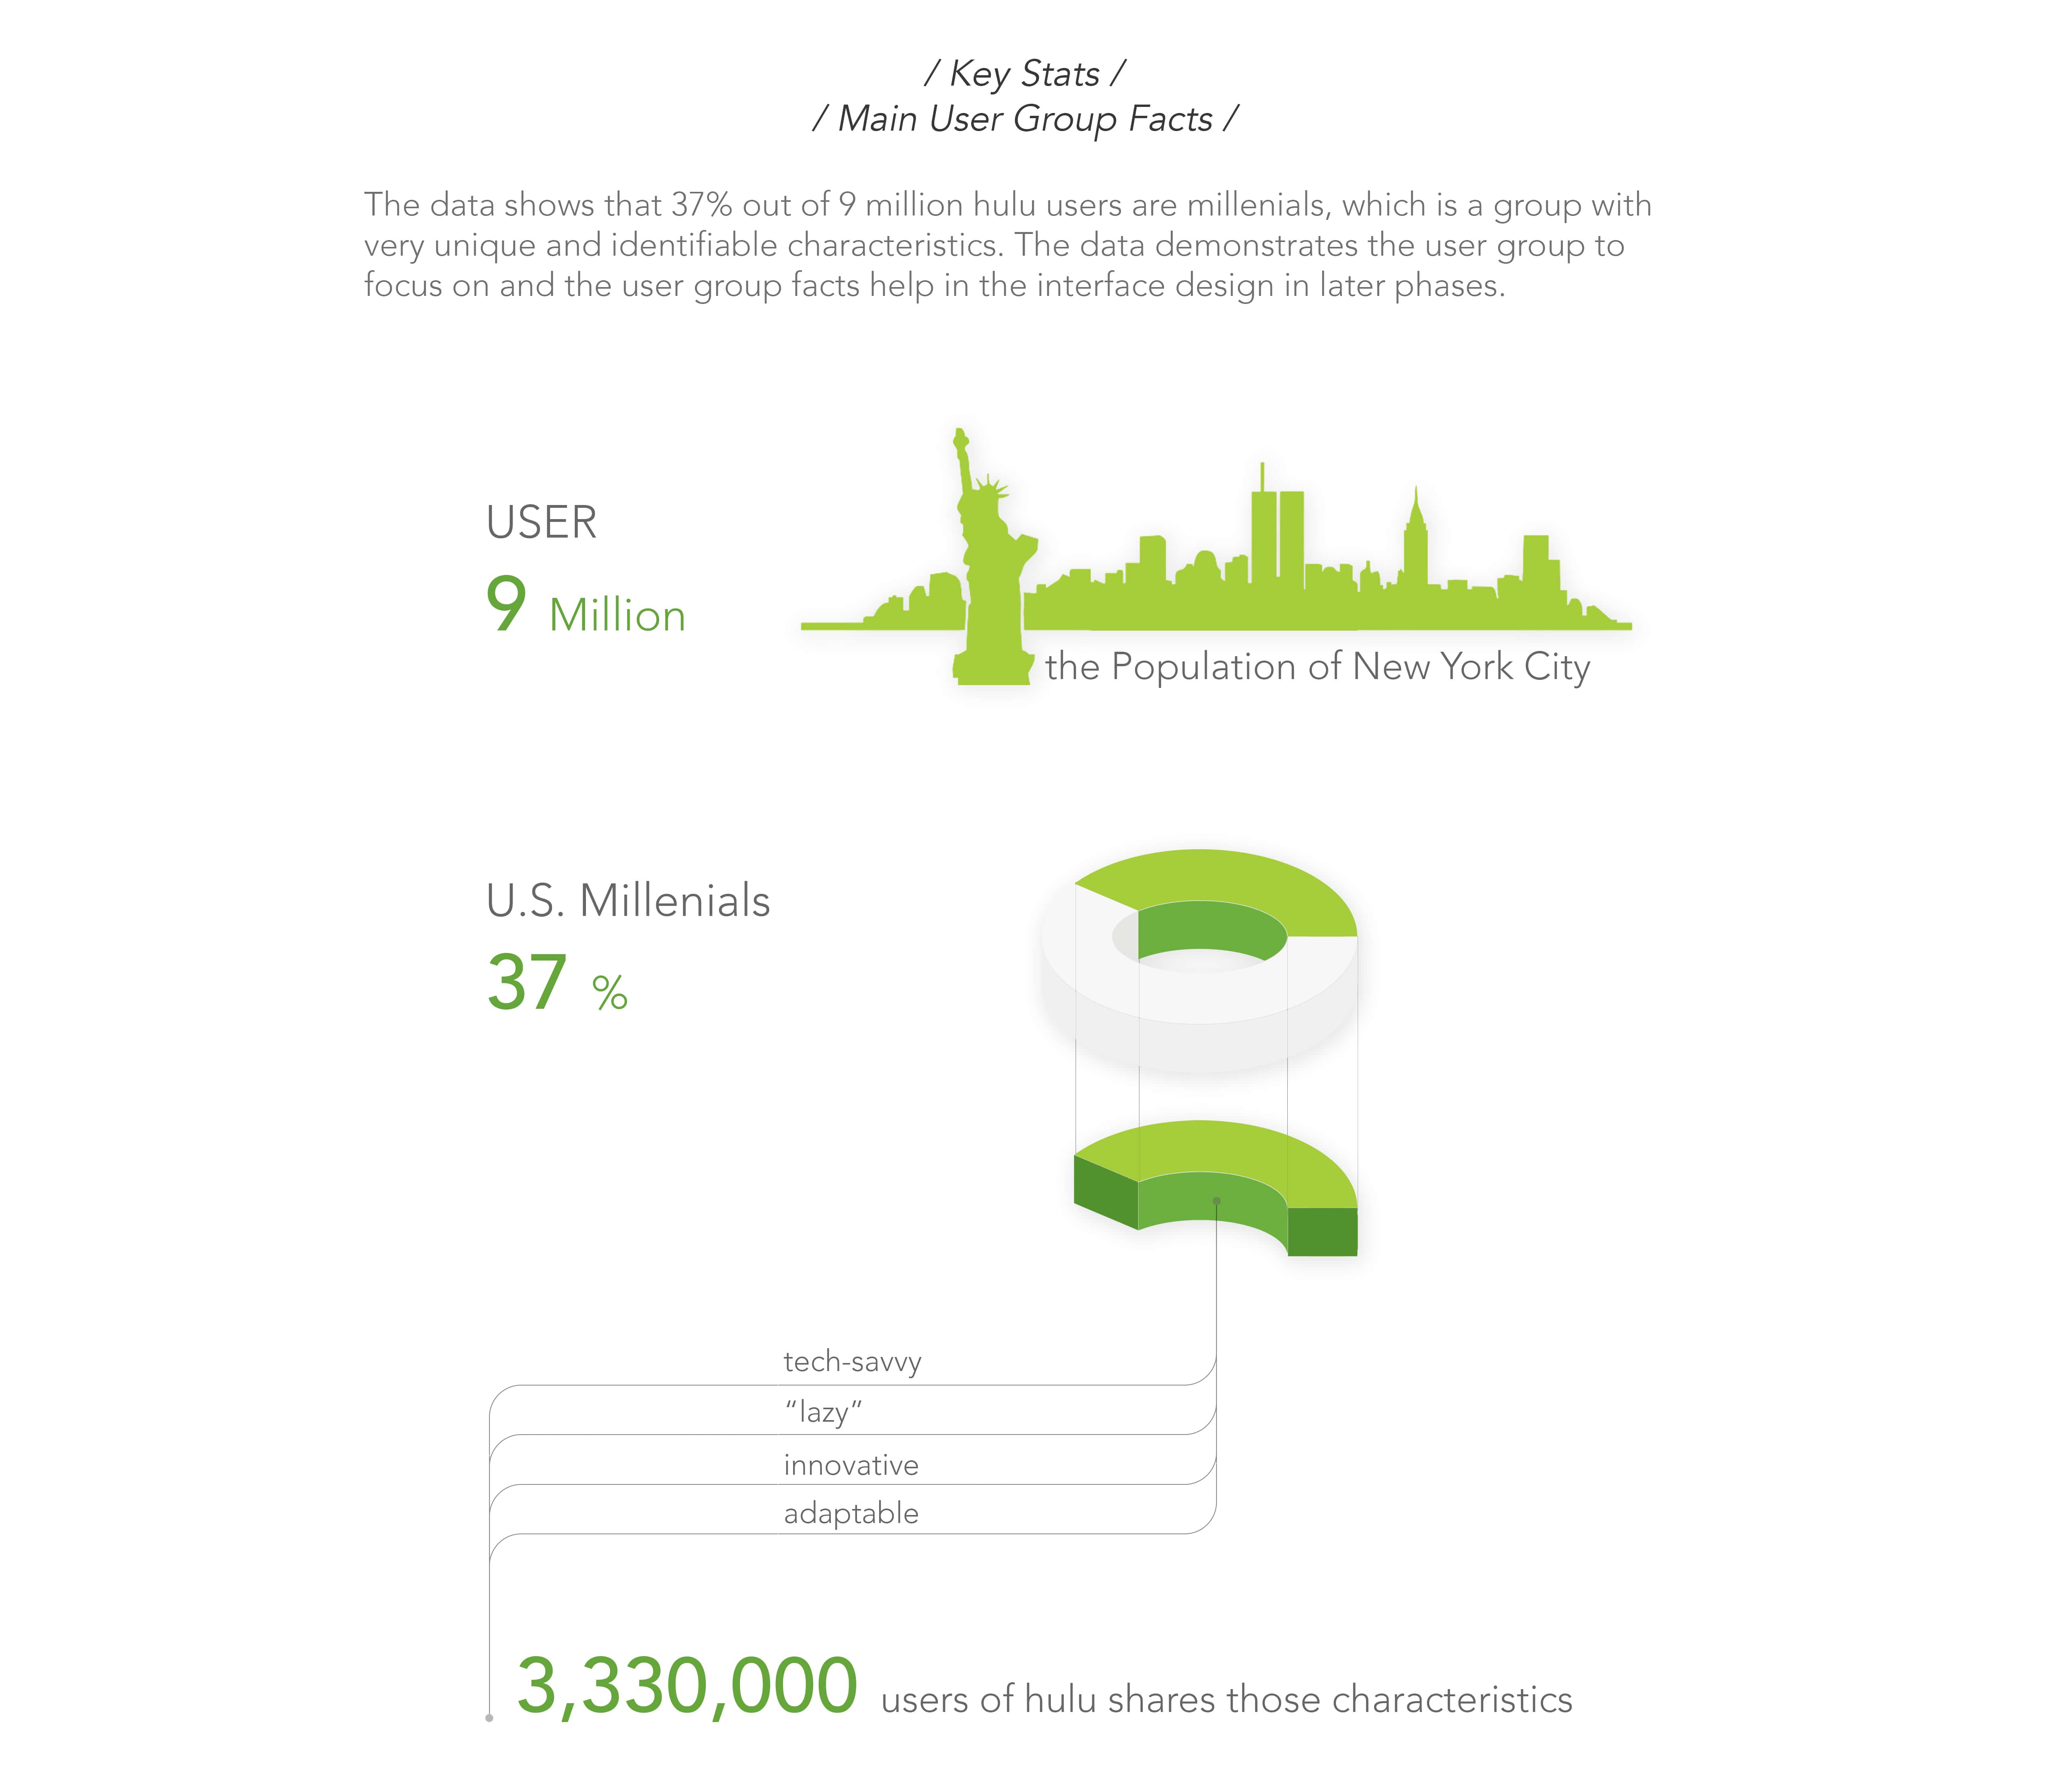 / Key Stats /
/ Main User Group Facts /
The data shows that 37% out of 9 million hulu users are millenials, which is a group with
very unique and identifiable characteristics. The data demonstrates the user group to
focus on and the user group facts help in the interface design in later phases.
USER
9 Million
the Population of New York City
U.S. Millenials
37 %
tech-savvy
“lazy”
innovative
adaptable
3,330,000 users of hulu shares those characteristics